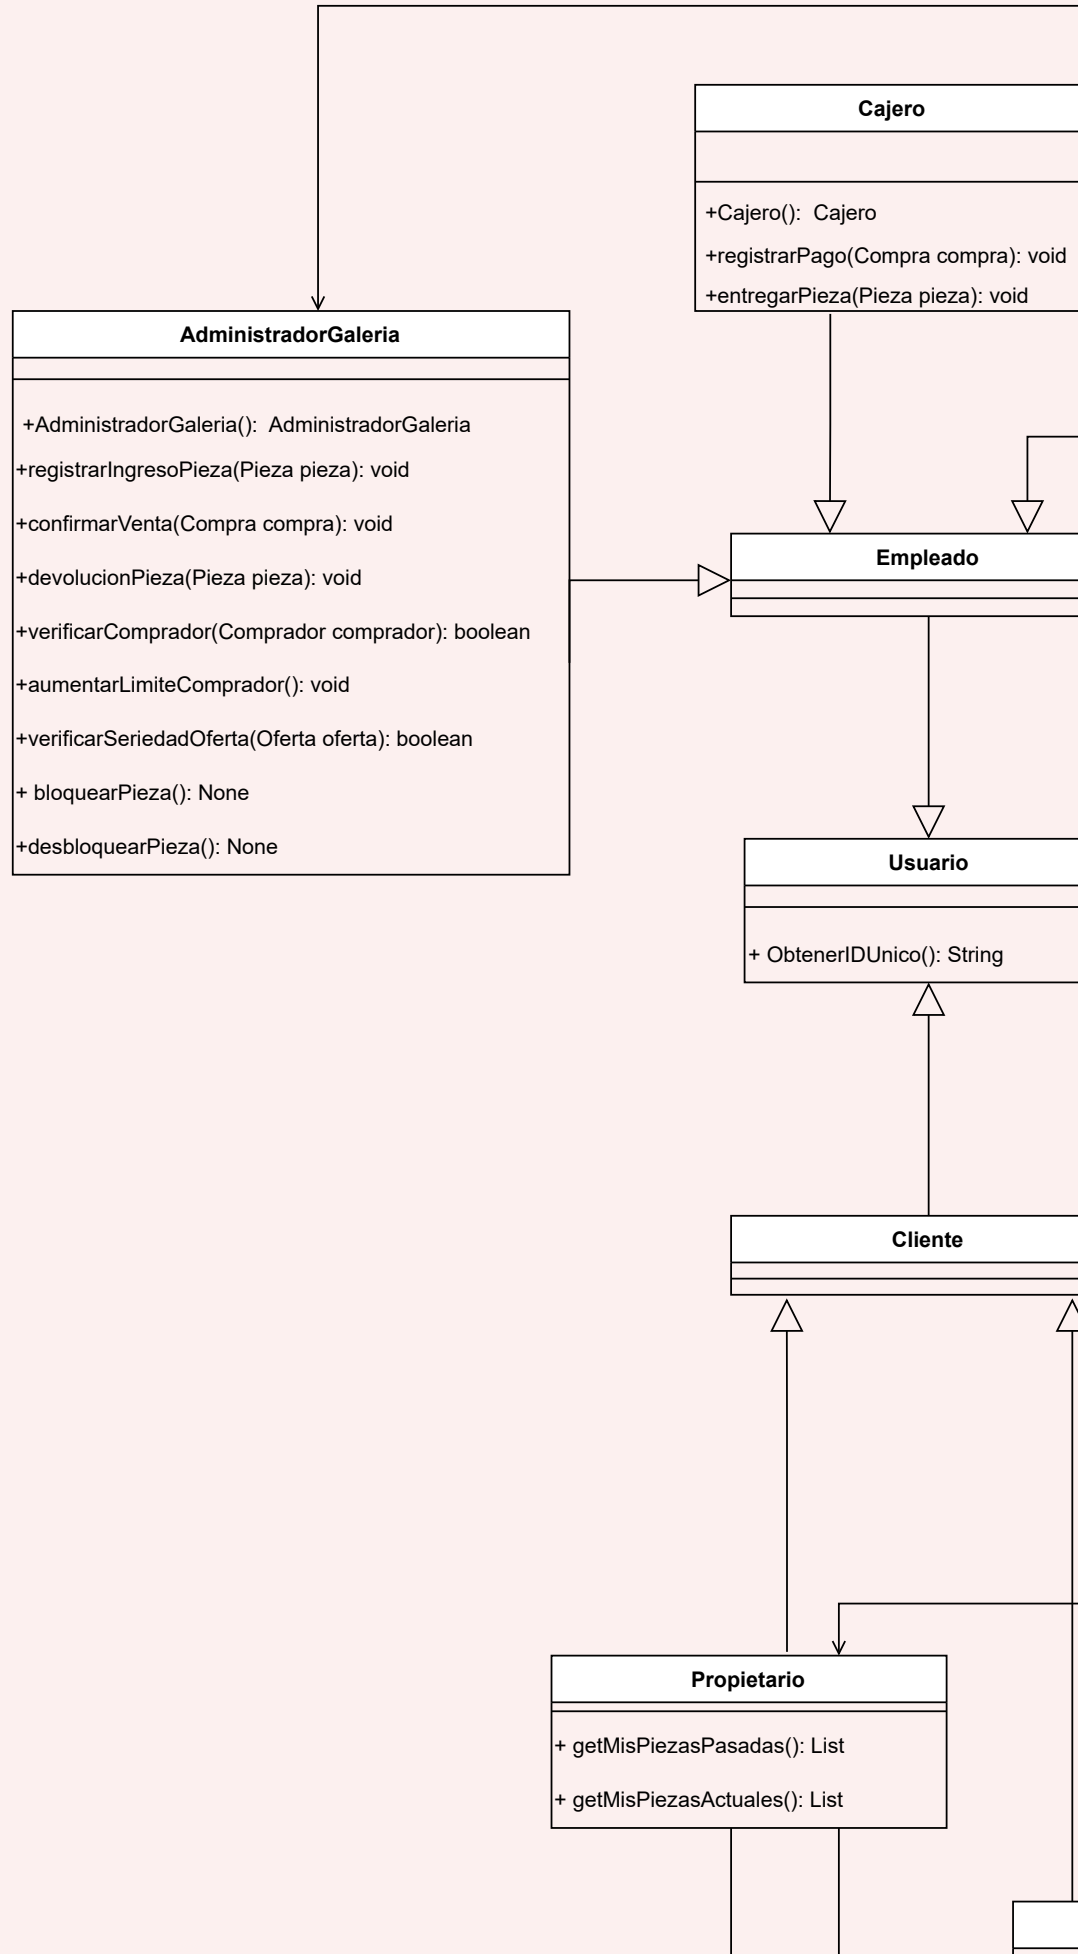 Cajero
+Cajero():  Cajero
+registrarPago(Compra compra): void
+entregarPieza(Pieza pieza): void
AdministradorGaleria
+AdministradorGaleria():  AdministradorGaleria
+registrarIngresoPieza(Pieza pieza): void
+confirmarVenta(Compra compra): void
+devolucionPieza(Pieza pieza): void
+verificarComprador(Comprador comprador): boolean
+aumentarLimiteComprador(): void
+verificarSeriedadOferta(Oferta oferta): boolean
+ bloquearPieza(): None
+desbloquearPieza(): None
Empleado
Usuario
+ ObtenerIDUnico(): String
Cliente
Propietario
+ getMisPiezasPasadas(): List
+ getMisPiezasActuales(): List